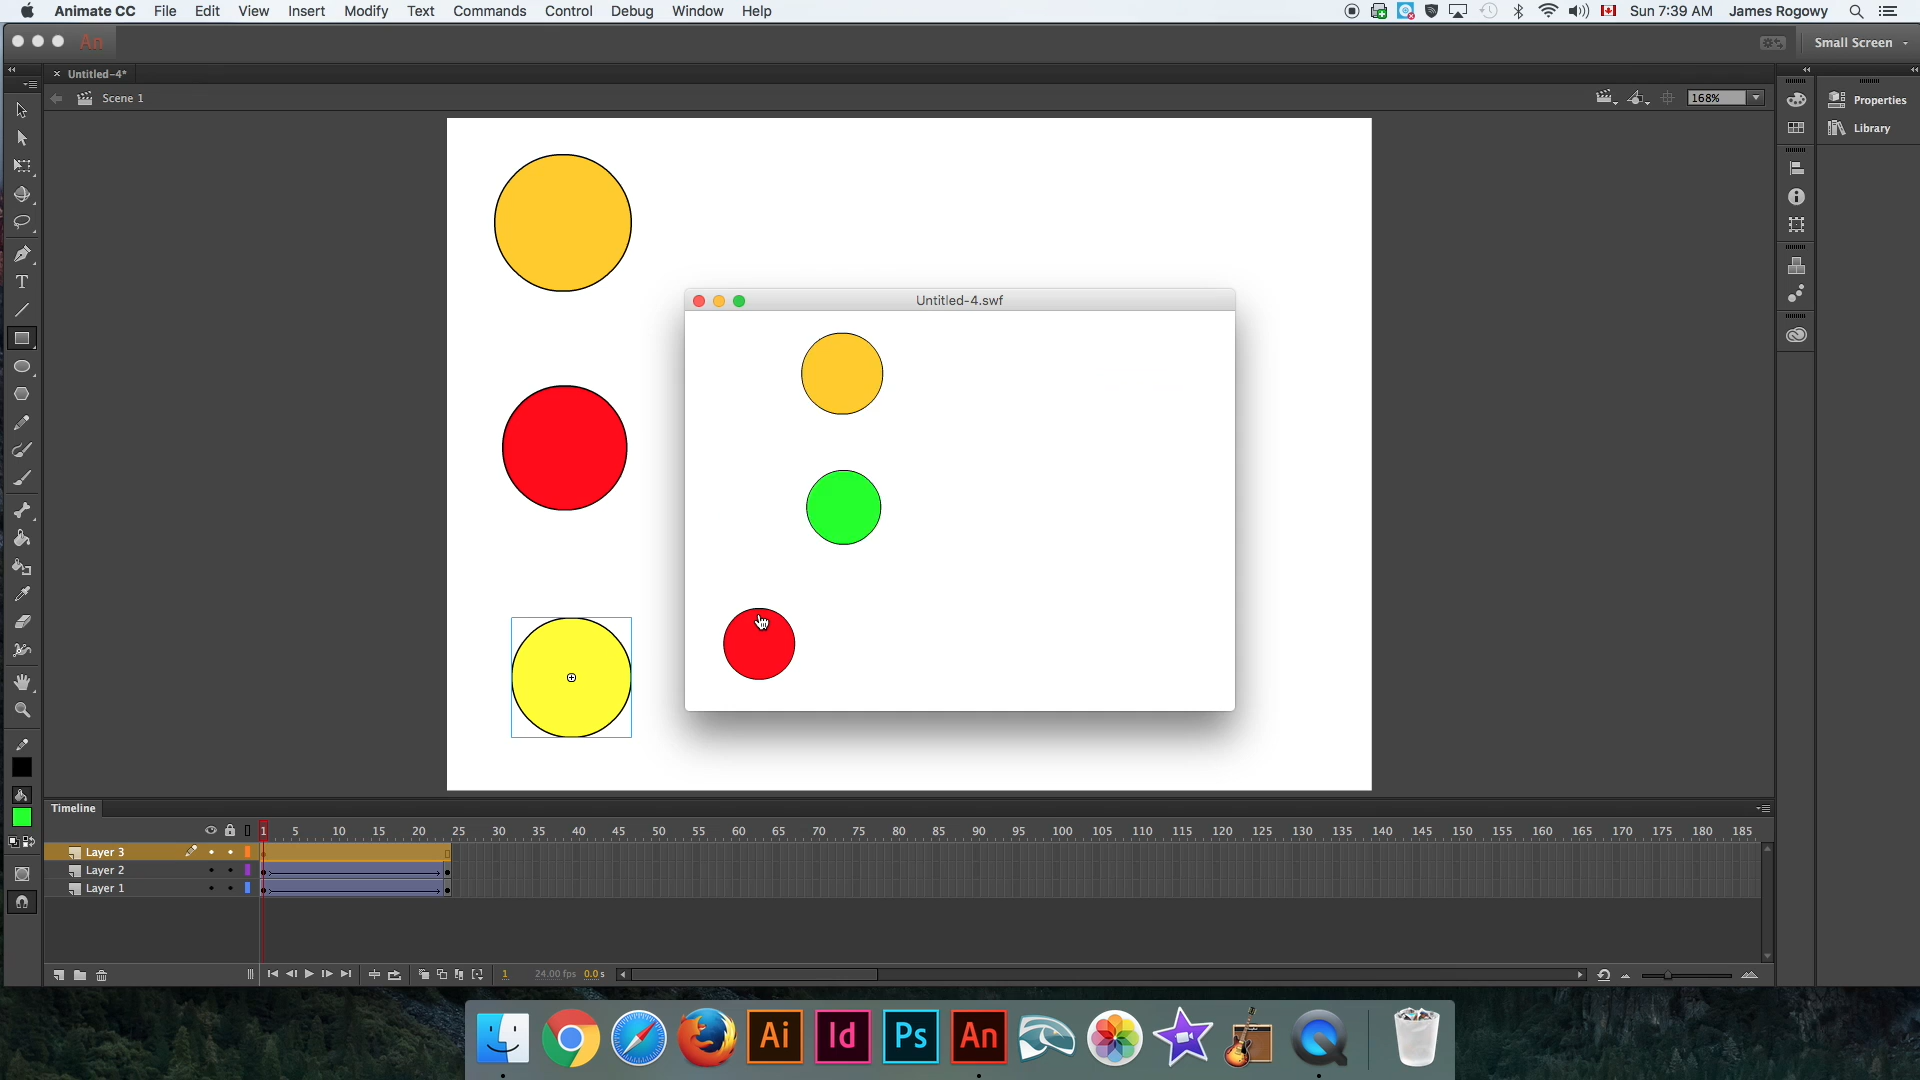 Animate CC File Edit View Insert Modify Text Commands Control Debug Window Help Sun 7:39 AM James Rogowy
An Small Screen
× Untitled-4*
Scene 1 168%
Properties
Library
T
Untitled-4.swf
Timeline
1 5 10 15 20 25 30 35 40 45 50 55 60 65 70 75 80 85 90 95 100 105 110 115 120 125 130 135 140 145 150 155 160 165 170 175 180 185
Layer 3
Layer 2
Layer 1
1 24.00 fps 0.0 s
Ai Id Ps An